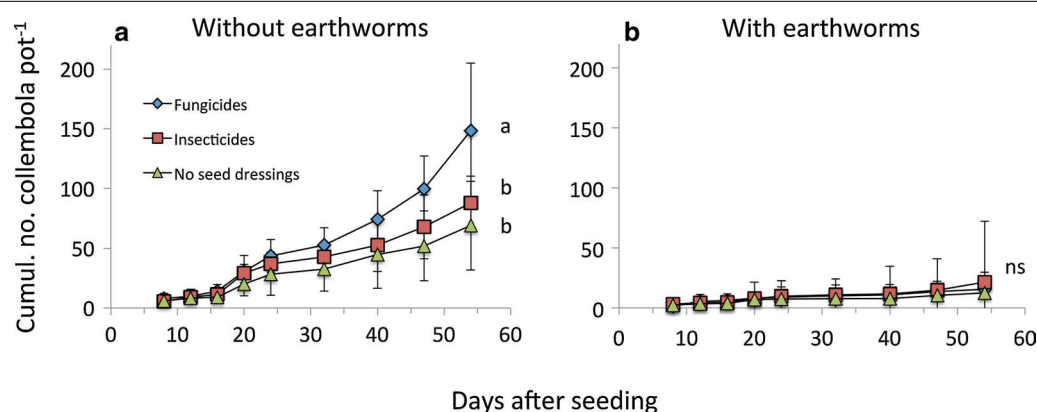 a Without earthworms
b With earthworms
Cumul. no. collembola pot⁻¹
200
150
100
50
0
Fungicides
Insecticides
No seed dressings
a
b
b
0 10 20 30 40 50 60
200
150
100
50
0
ns
0 10 20 30 40 50 60
Days after seeding